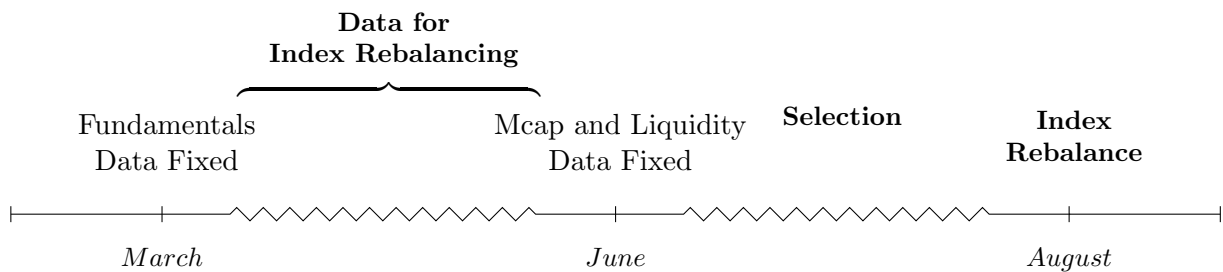 Data for
Index Rebalancing
Fundamentals
Data Fixed
Mcap and Liquidity
Data Fixed
Selection
Index
Rebalance
March
June
August